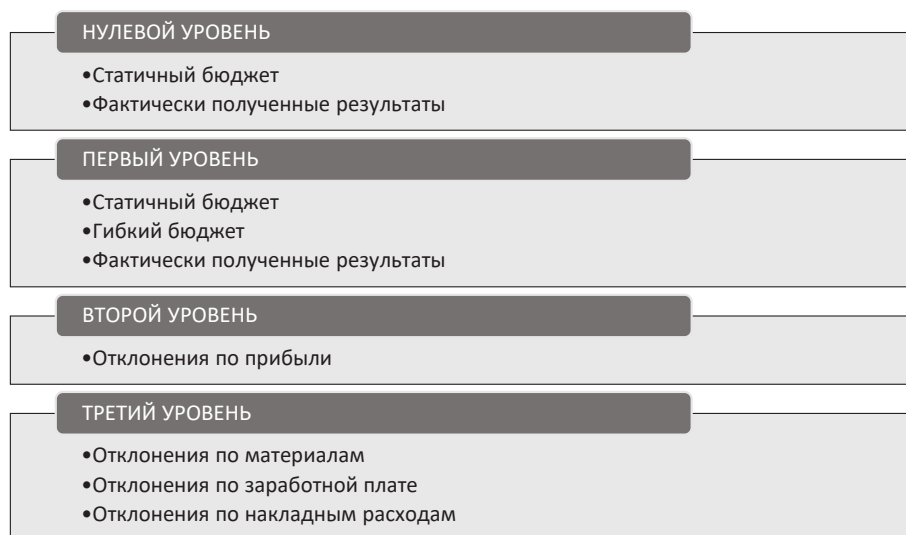 НУЛЕВОЙ УРОВЕНЬ
•Статичный бюджет
•Фактически полученные результаты
ПЕРВЫЙ УРОВЕНЬ
•Статичный бюджет
•Гибкий бюджет
•Фактически полученные результаты
ВТОРОЙ УРОВЕНЬ
•Отклонения по прибыли
ТРЕТИЙ УРОВЕНЬ
•Отклонения по материалам
•Отклонения по заработной плате
•Отклонения по накладным расходам